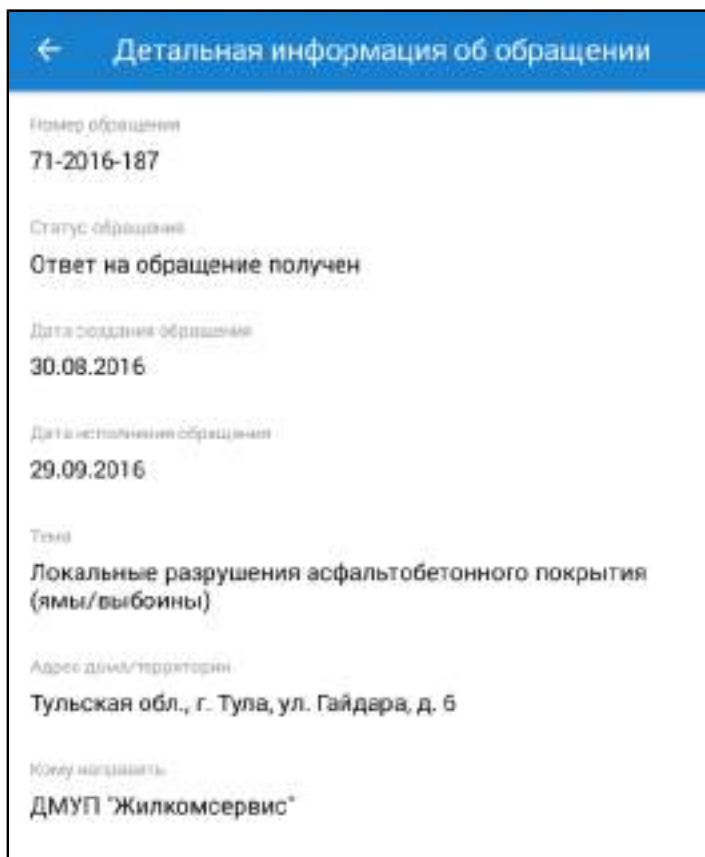 Детальная информация об обращении
Номер обращения
71-2016-187
Статус обращения
Ответ на обращение получен
Дата создания обращения
30.08.2016
Дата исполнения обращения
29.09.2016
Тема
Локальные разрушения асфальтобетонного покрытия
(ямы/выбоины)
Адрес дома/территории
Тульская обл., г. Тула, ул. Гайдара, д. 6
Кому направить
ДМУП "Жилкомсервис"